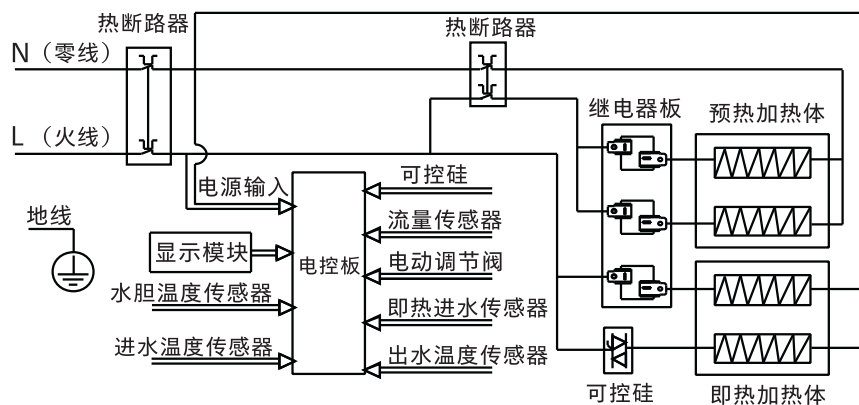 热断路器
热断路器
N（零线）
继电器板
预热加热体
L（火线）
电源输入
可控硅
地线
流量传感器
显示模块
电控板
电动调节阀
水胆温度传感器
即热进水传感器
进水温度传感器
出水温度传感器
可控硅
即热加热体